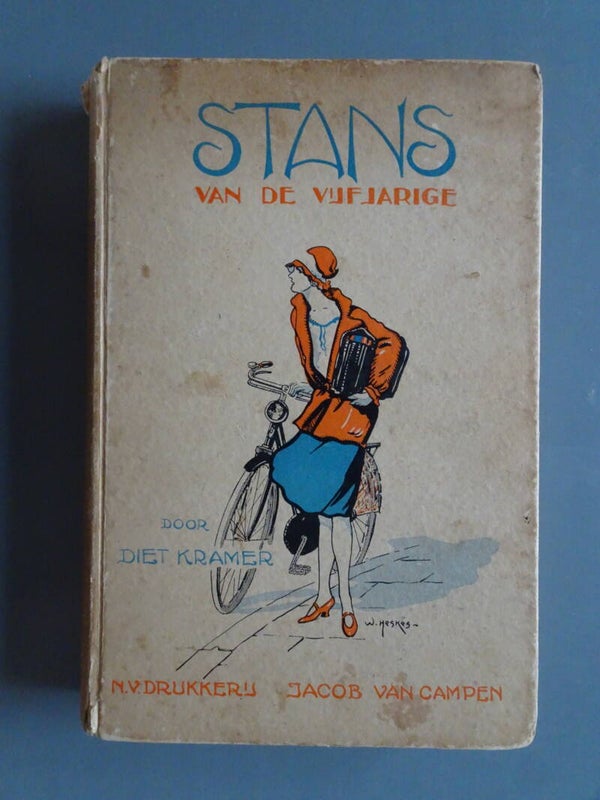 STANS
VAN DE VIJFJARIGE
DOOR
DIET KRAMER
W. HESKES
N.V. DRUKKERIJ JACOB VAN CAMPEN